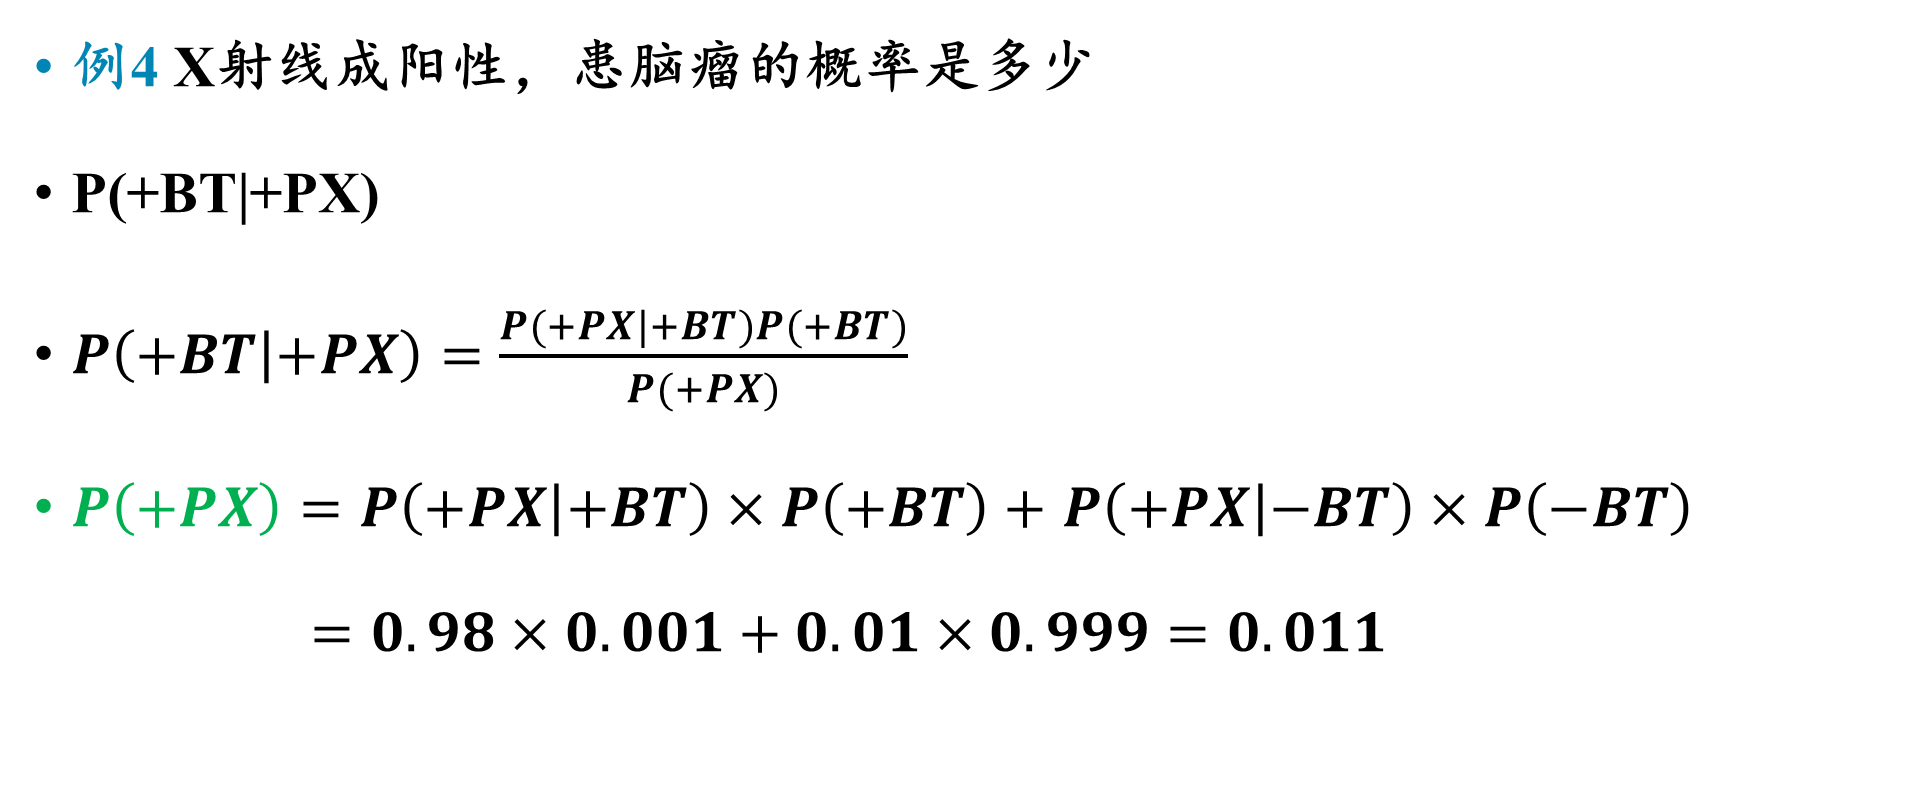 • 例4 X射线成阳性，患脑瘤的概率是多少
• P(+BT|+PX)
• P(+BT|+PX) = P(+PX|+BT)P(+BT) / P(+PX)
• P(+PX) = P(+PX|+BT) × P(+BT) + P(+PX|−BT) × P(−BT)
= 0.98 × 0.001 + 0.01 × 0.999 = 0.011